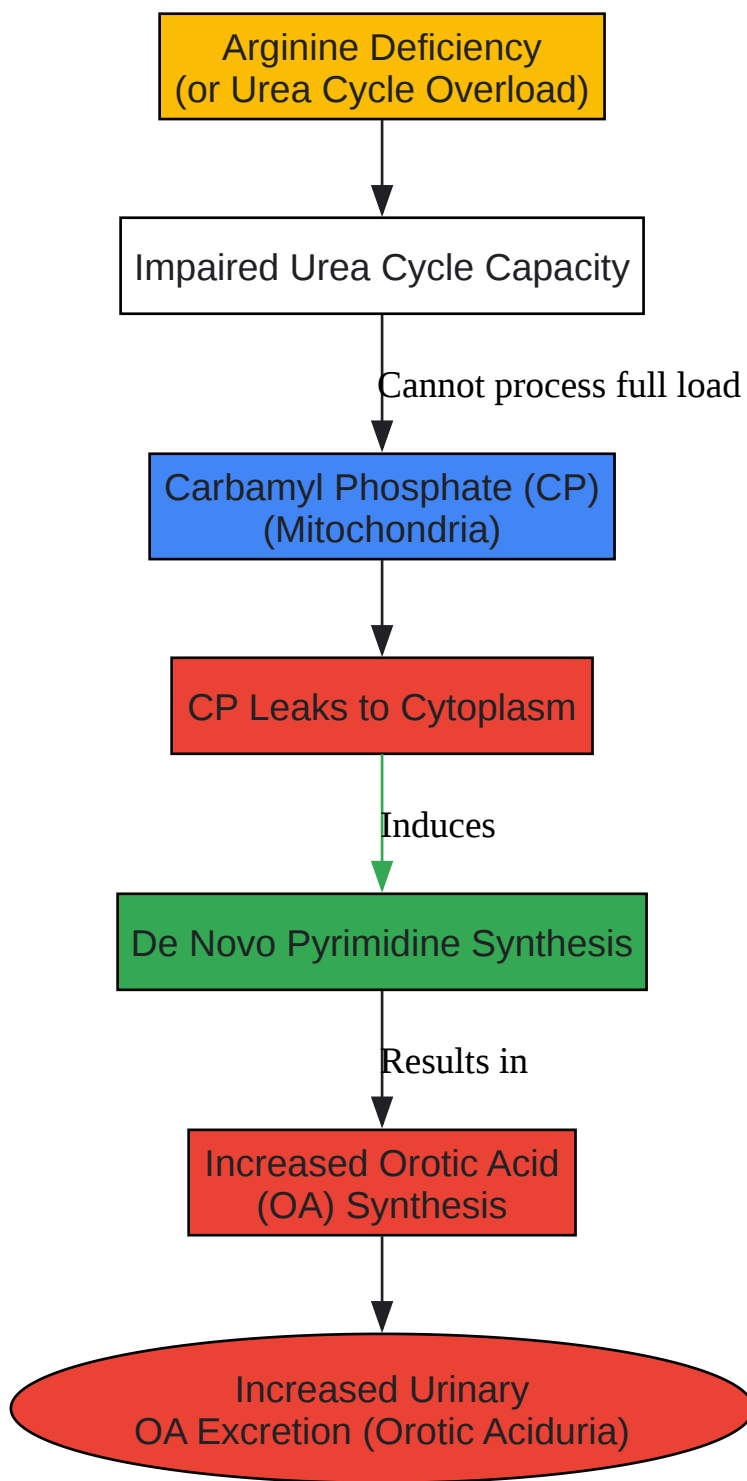 Arginine Deficiency
(or Urea Cycle Overload)
Impaired Urea Cycle Capacity
Cannot process full load
Carbamyl Phosphate (CP)
(Mitochondria)
CP Leaks to Cytoplasm
Induces
De Novo Pyrimidine Synthesis
Results in
Increased Orotic Acid
(OA) Synthesis
Increased Urinary
OA Excretion (Orotic Aciduria)